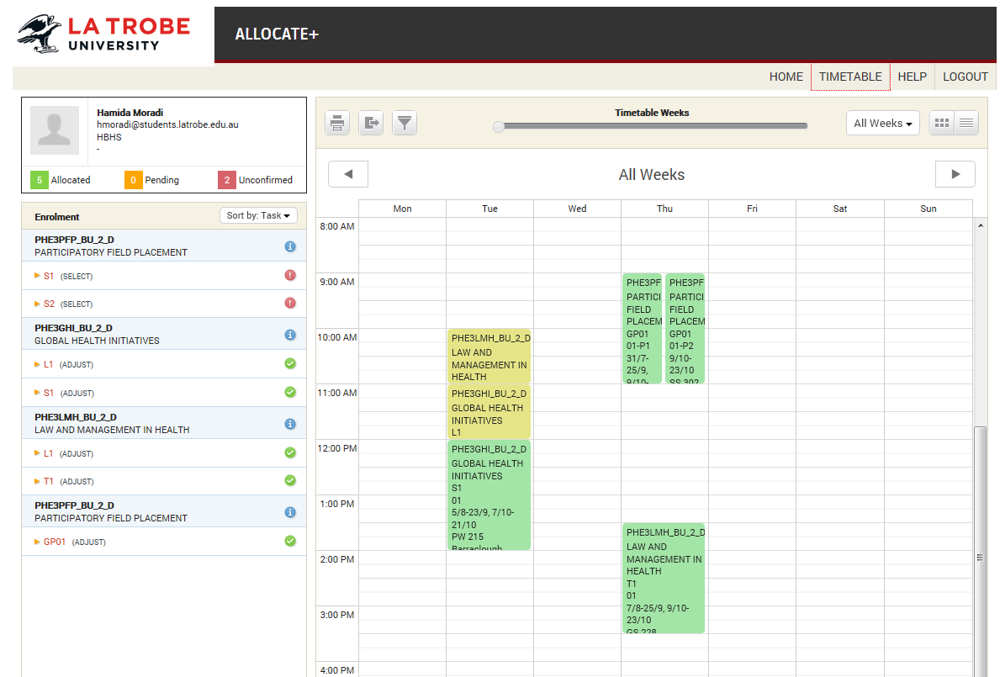 LA TROBE
UNIVERSITY
ALLOCATE+
HOME TIMETABLE HELP LOGOUT
Hamida Moradi
hmoradi@students.latrobe.edu.au
HBHS
-
5 Allocated 0 Pending 2 Unconfirmed
Enrolment Sort by: Task
PHE3PFP_BU_2_D
PARTICIPATORY FIELD PLACEMENT
S1 (SELECT)
S2 (SELECT)
PHE3GHI_BU_2_D
GLOBAL HEALTH INITIATIVES
L1 (ADJUST)
S1 (ADJUST)
PHE3LMH_BU_2_D
LAW AND MANAGEMENT IN HEALTH
L1 (ADJUST)
T1 (ADJUST)
PHE3PFP_BU_2_D
PARTICIPATORY FIELD PLACEMENT
GP01 (ADJUST)
Timetable Weeks
All Weeks
All Weeks
Mon Tue Wed Thu Fri Sat Sun
8:00 AM
9:00 AM
10:00 AM
11:00 AM
12:00 PM
1:00 PM
2:00 PM
3:00 PM
4:00 PM
PHE3LMH_BU_2_D
LAW AND
MANAGEMENT IN
HEALTH
PHE3GHI_BU_2_D
GLOBAL HEALTH
INITIATIVES
L1
PHE3GHI_BU_2_D
GLOBAL HEALTH
INITIATIVES
S1
01
5/8-23/9, 7/10-
21/10
PW 215
Barraclough
PHE3PF
PARTICI
FIELD
PLACEM
GP01
01-P1
31/7-
25/9,
9/10-
PHE3PF
PARTICI
FIELD
PLACEM
GP01
01-P2
9/10-
23/10
SS 302
PHE3LMH_BU_2_D
LAW AND
MANAGEMENT IN
HEALTH
T1
01
7/8-25/9, 9/10-
23/10
GS 228